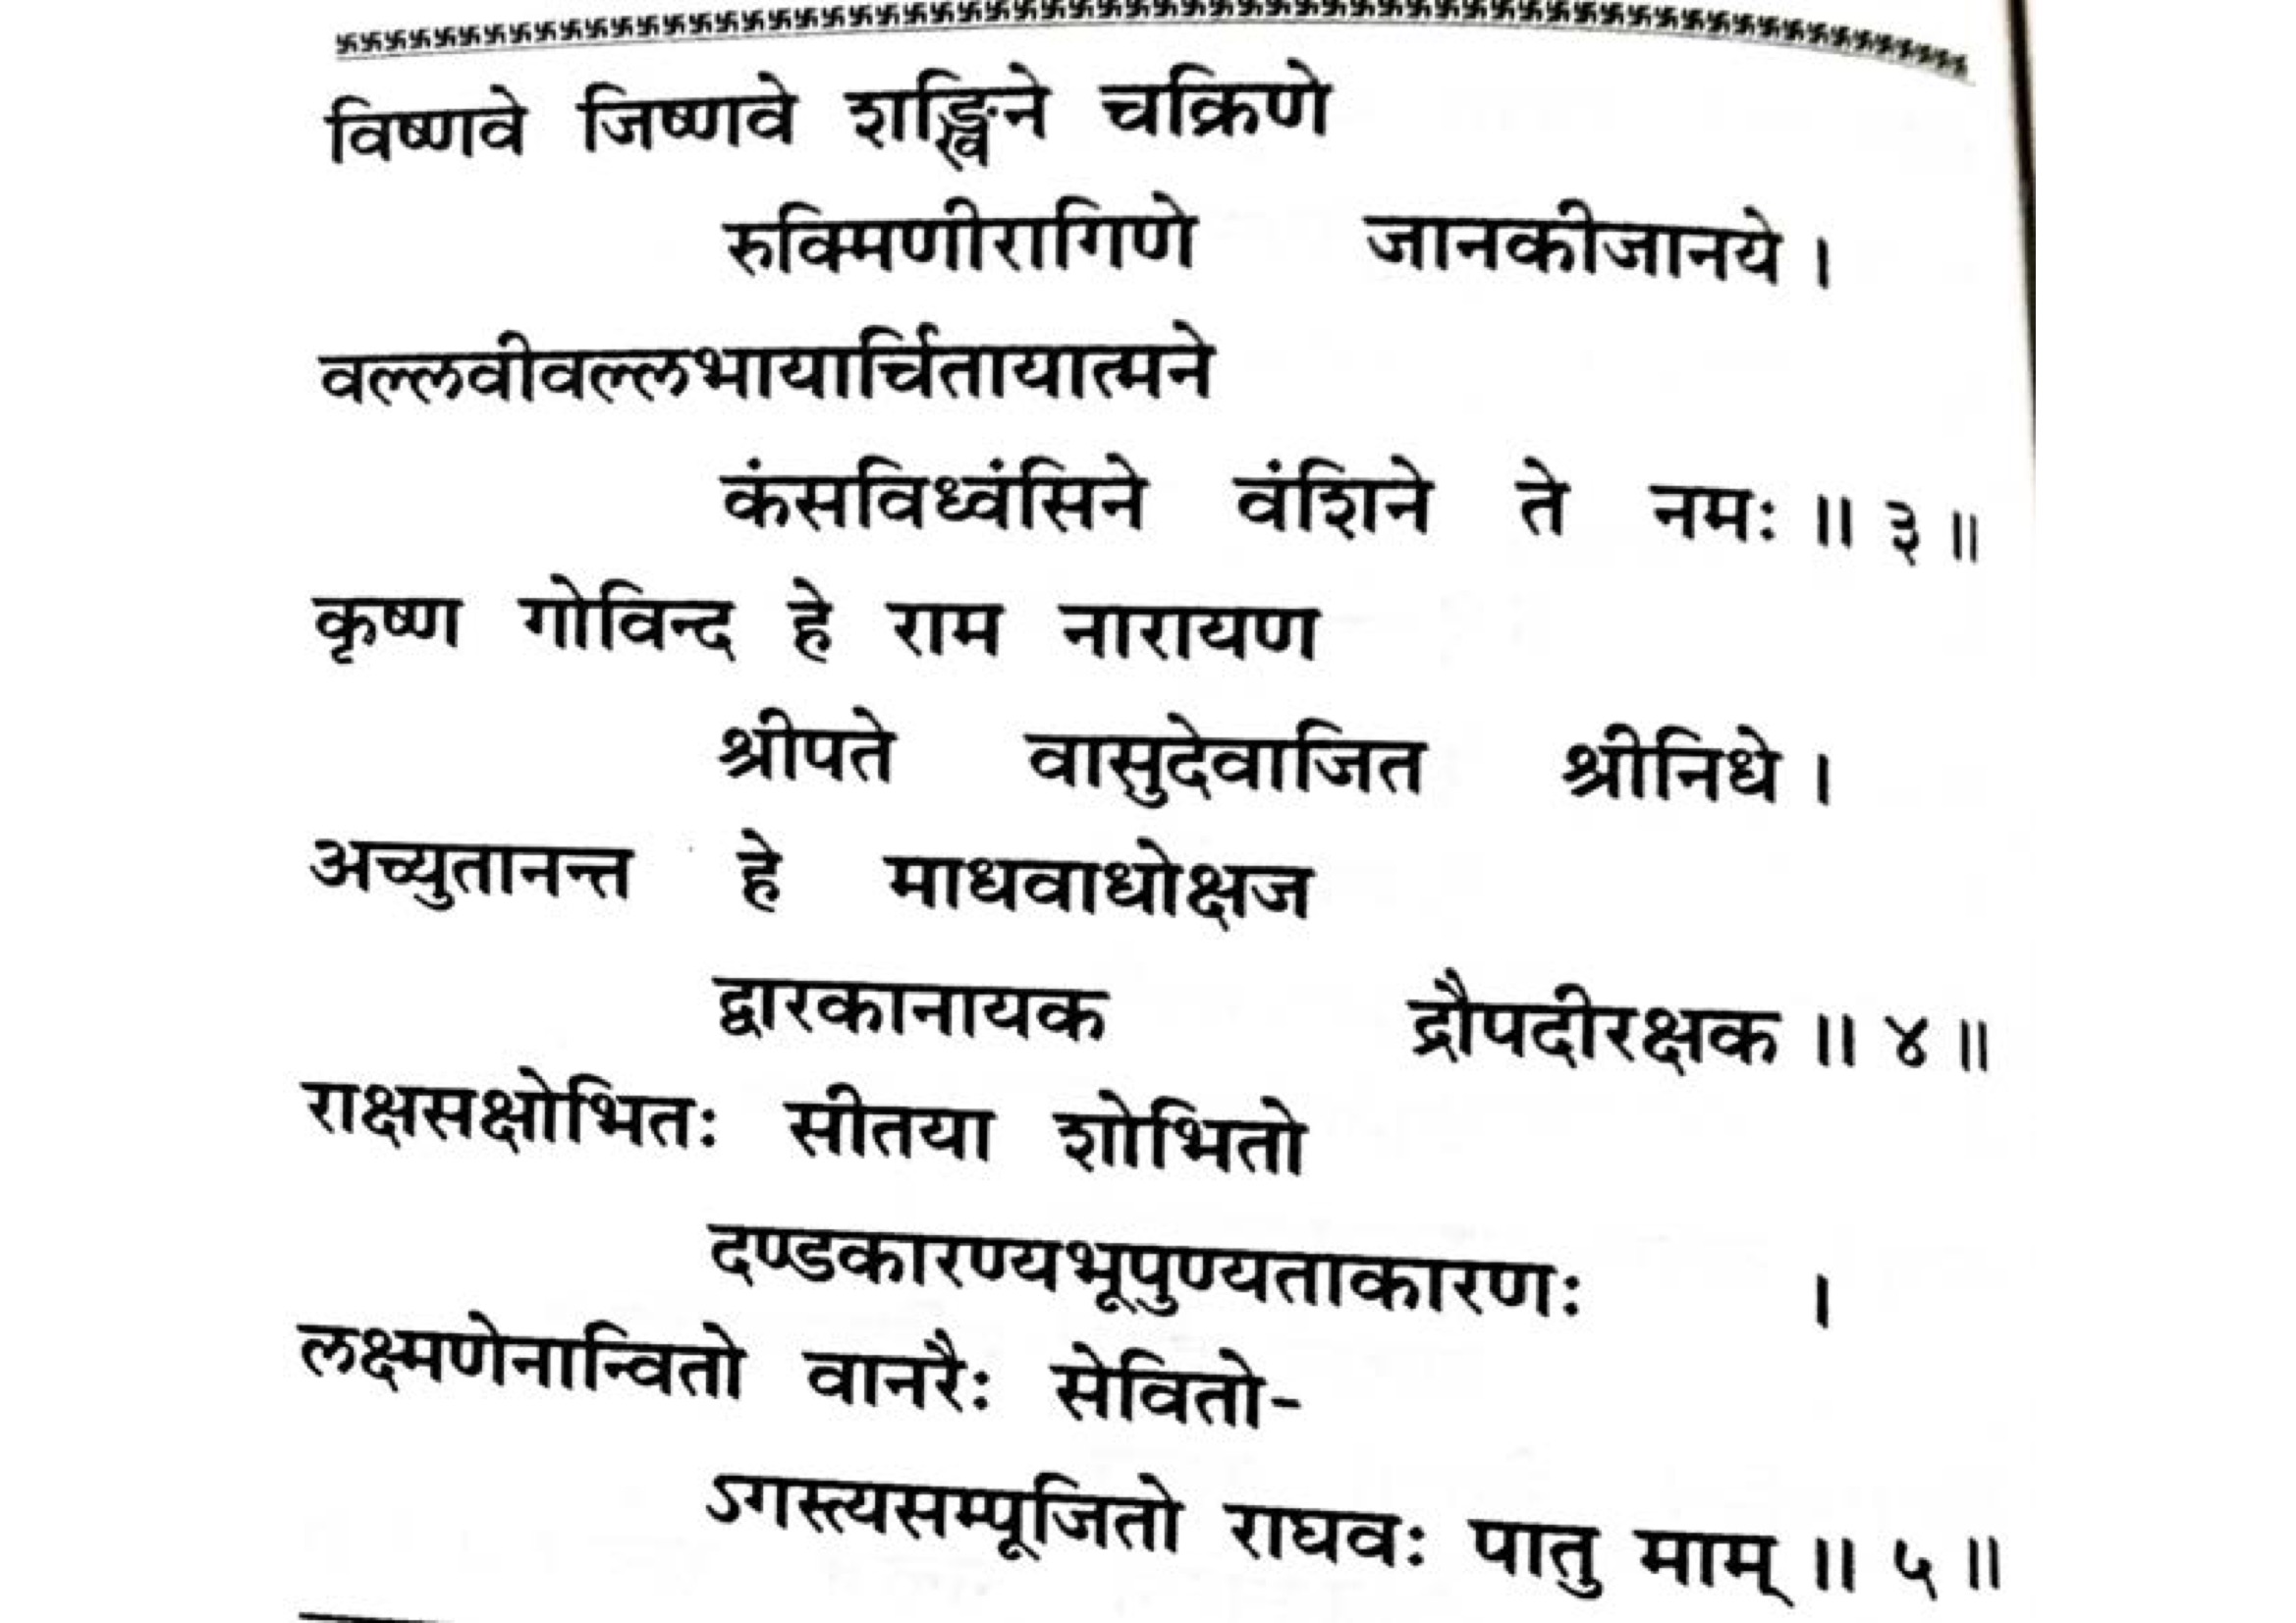 विष्णवे जिष्णवे शङ्खिने चक्रिणे
रुक्मिणीरागिणे जानकीजानये ।
वल्लवीवल्लभायार्चितायात्मने
कंसविध्वंसिने वंशिने ते नमः ॥ ३ ॥
कृष्ण गोविन्द हे राम नारायण
श्रीपते वासुदेवाजित श्रीनिधे ।
अच्युतानन्त हे माधवाधोक्षज
द्वारकानायक द्रौपदीरक्षक ॥ ४ ॥
राक्षसक्षोभितः सीतया शोभितो
दण्डकारण्यभूपुण्यताकारणः ।
लक्ष्मणेनान्वितो वानरैः सेवितो-
ऽगस्त्यसम्पूजितो राघवः पातु माम् ॥ ५ ॥